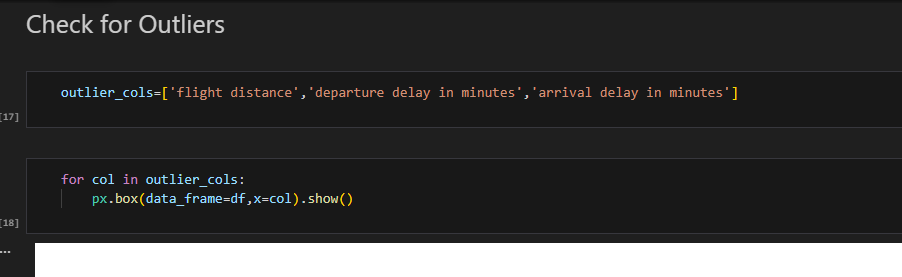 Check for Outliers
outlier_cols=['flight distance','departure delay in minutes','arrival delay in minutes']
[17]
for col in outlier_cols:
px.box(data_frame=df,x=col).show()
[18]
...